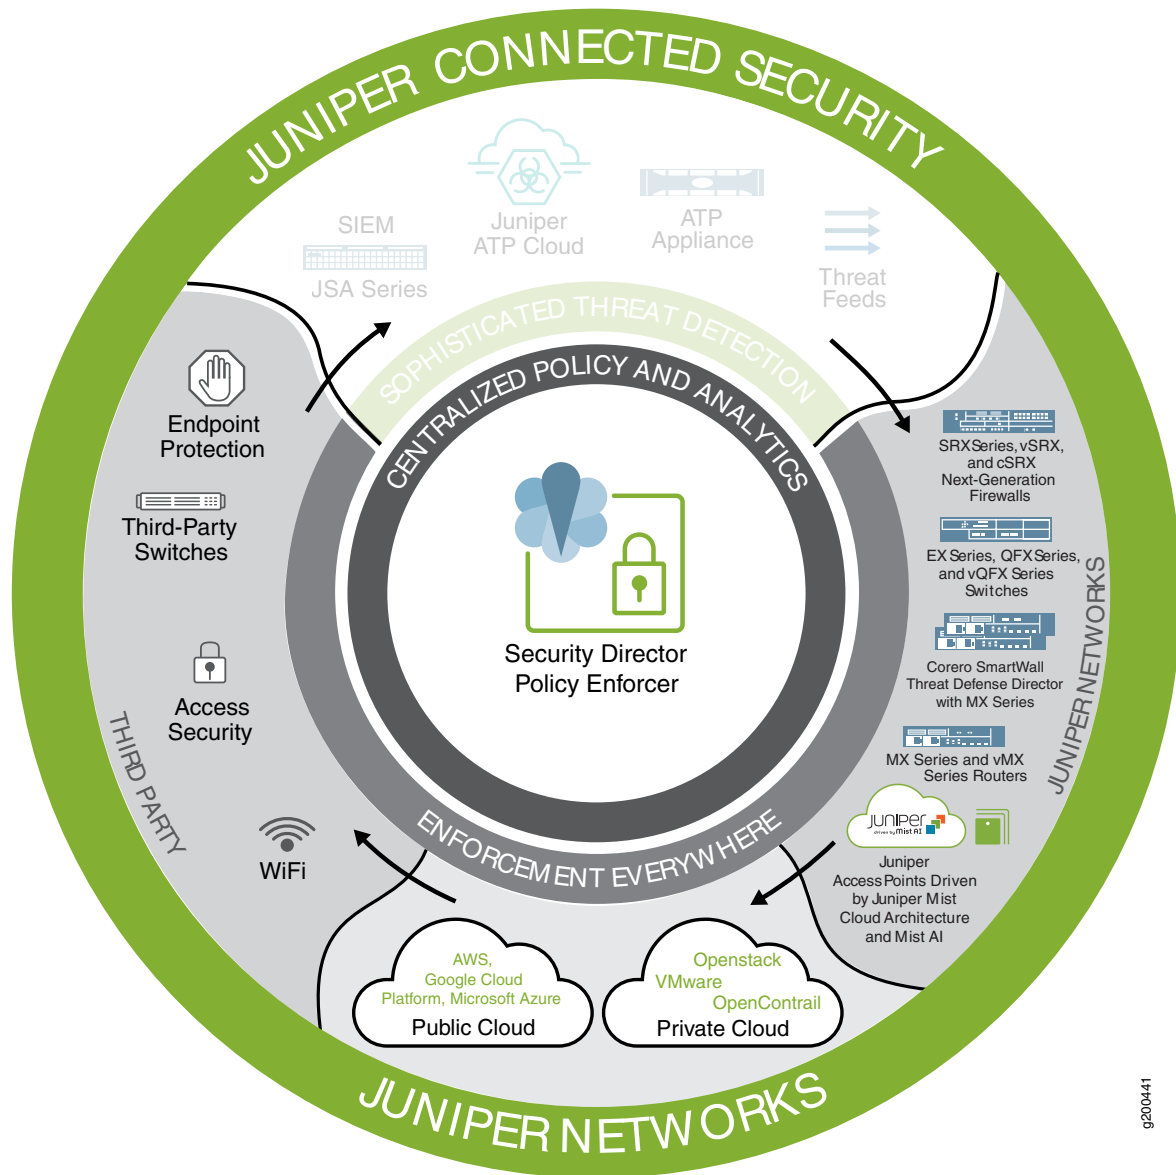 JUNIPER CONNECTED SECURITY
SIEM
JSA Series
Juniper
ATP Cloud
ATP
Appliance
Threat
Feeds
SOPHISTICATED THREAT DETECTION
CENTRALIZED POLICY AND ANALYTICS
Security Director
Policy Enforcer
ENFORCEMENT EVERYWHERE
Endpoint
Protection
Third-Party
Switches
Access
Security
WiFi
THIRD PARTY
SRX Series, vSRX,
and cSRX
Next-Generation
Firewalls
EX Series, QFX Series,
and vQFX Series
Switches
Corero SmartWall
Threat Defense Director
with MX Series
MX Series and vMX
Series Routers
JUNIPER
driven by Mist AI
Juniper
Access Points Driven
by Juniper Mist
Cloud Architecture
and Mist AI
JUNIPER NETWORKS
AWS,
Google Cloud
Platform, Microsoft Azure
Public Cloud
Openstack
VMware
OpenContrail
Private Cloud
JUNIPER NETWORKS
g200441